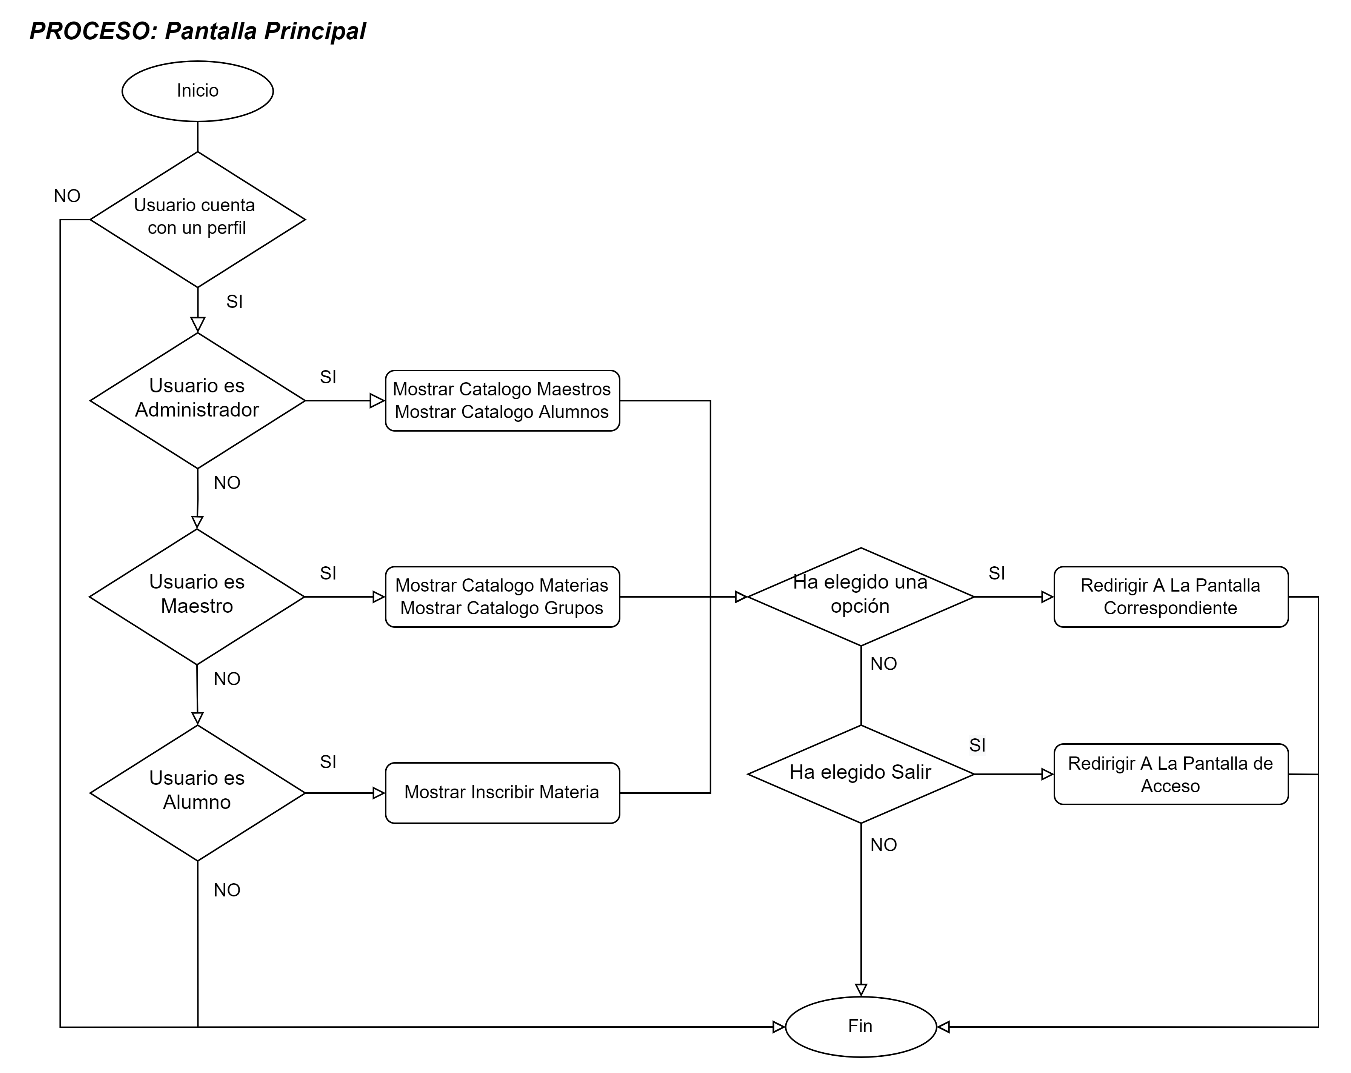 PROCESO: Pantalla Principal
Inicio
NO
Usuario cuenta
con un perfil
SI
Usuario es
Administrador
SI
Mostrar Catalogo Maestros
Mostrar Catalogo Alumnos
NO
Usuario es
Maestro
SI
Mostrar Catalogo Materias
Mostrar Catalogo Grupos
Ha elegido una
opción
SI
Redirigir A La Pantalla
Correspondiente
NO
NO
Usuario es
Alumno
SI
Mostrar Inscribir Materia
Ha elegido Salir
SI
Redirigir A La Pantalla de
Acceso
NO
NO
Fin